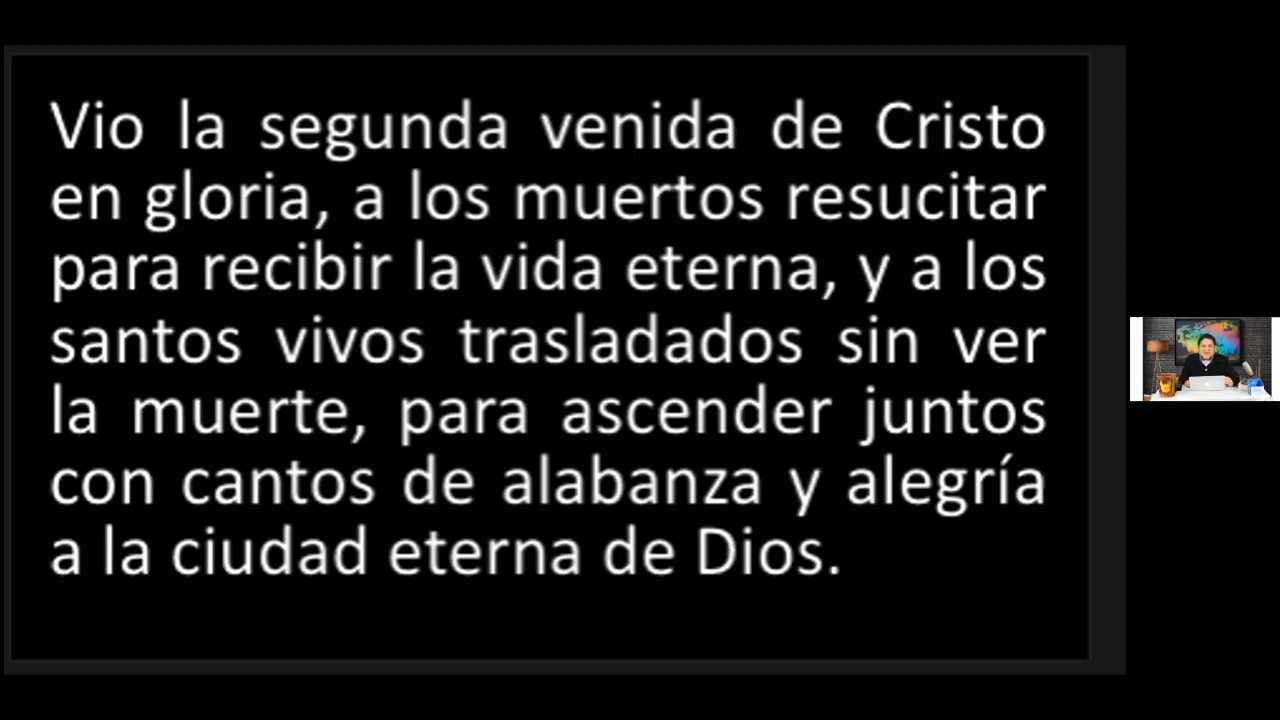 Vio la segunda venida de Cristo
en gloria, a los muertos resucitar
para recibir la vida eterna, y a los
santos vivos trasladados sin ver
la muerte, para ascender juntos
con cantos de alabanza y alegría
a la ciudad eterna de Dios.